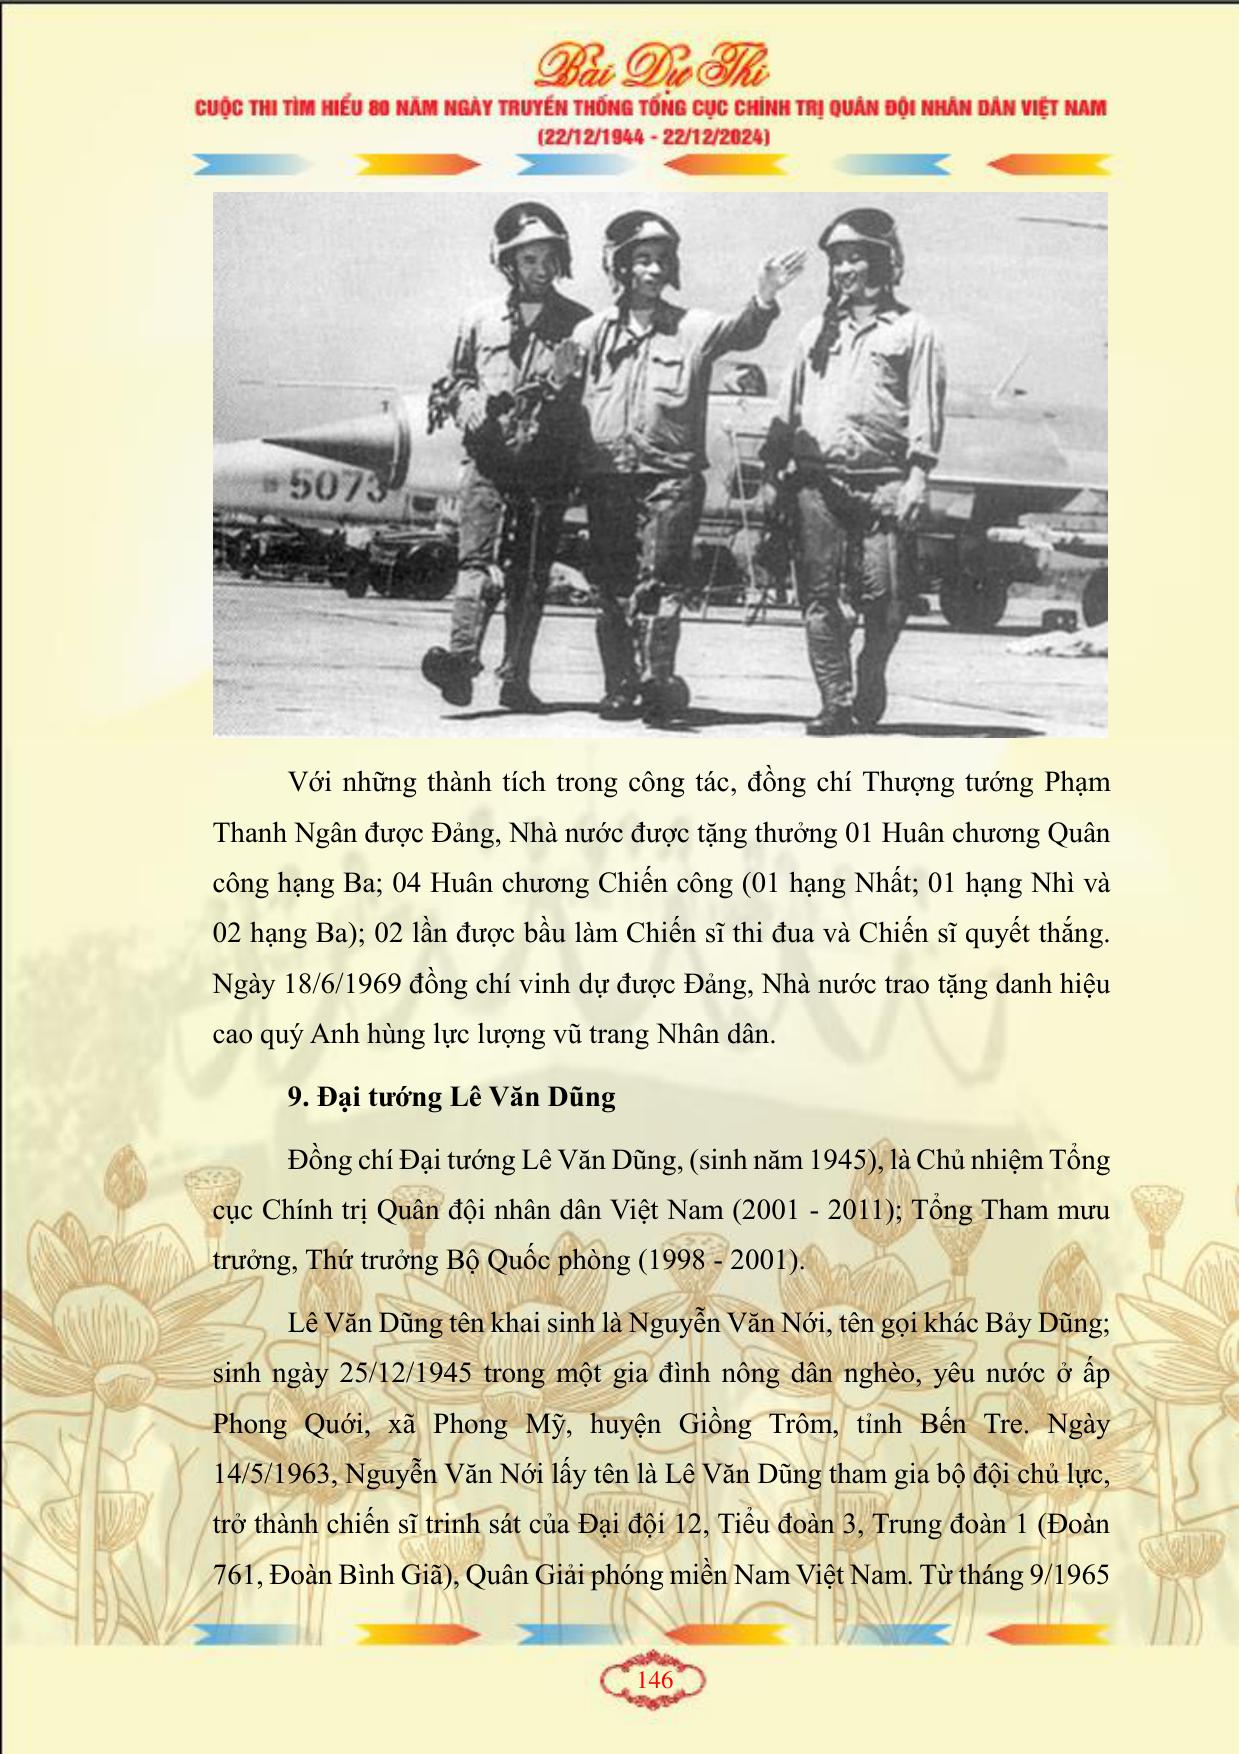 Bài Dự Thi
CUỘC THI TÌM HIỂU 80 NĂM NGÀY TRUYỀN THỐNG TỔNG CỤC CHÍNH TRỊ QUÂN ĐỘI NHÂN DÂN VIỆT NAM
(22/12/1944 - 22/12/2024)
5073
Với những thành tích trong công tác, đồng chí Thượng tướng Phạm
Thanh Ngân được Đảng, Nhà nước được tặng thưởng 01 Huân chương Quân
công hạng Ba; 04 Huân chương Chiến công (01 hạng Nhất; 01 hạng Nhì và
02 hạng Ba); 02 lần được bầu làm Chiến sĩ thi đua và Chiến sĩ quyết thắng.
Ngày 18/6/1969 đồng chí vinh dự được Đảng, Nhà nước trao tặng danh hiệu
cao quý Anh hùng lực lượng vũ trang Nhân dân.
9. Đại tướng Lê Văn Dũng
Đồng chí Đại tướng Lê Văn Dũng, (sinh năm 1945), là Chủ nhiệm Tổng
cục Chính trị Quân đội nhân dân Việt Nam (2001 - 2011); Tổng Tham mưu
trưởng, Thứ trưởng Bộ Quốc phòng (1998 - 2001).
Lê Văn Dũng tên khai sinh là Nguyễn Văn Nới, tên gọi khác Bảy Dũng;
sinh ngày 25/12/1945 trong một gia đình nông dân nghèo, yêu nước ở ấp
Phong Quới, xã Phong Mỹ, huyện Giồng Trôm, tỉnh Bến Tre. Ngày
14/5/1963, Nguyễn Văn Nới lấy tên là Lê Văn Dũng tham gia bộ đội chủ lực,
trở thành chiến sĩ trinh sát của Đại đội 12, Tiểu đoàn 3, Trung đoàn 1 (Đoàn
761, Đoàn Bình Giã), Quân Giải phóng miền Nam Việt Nam. Từ tháng 9/1965
146